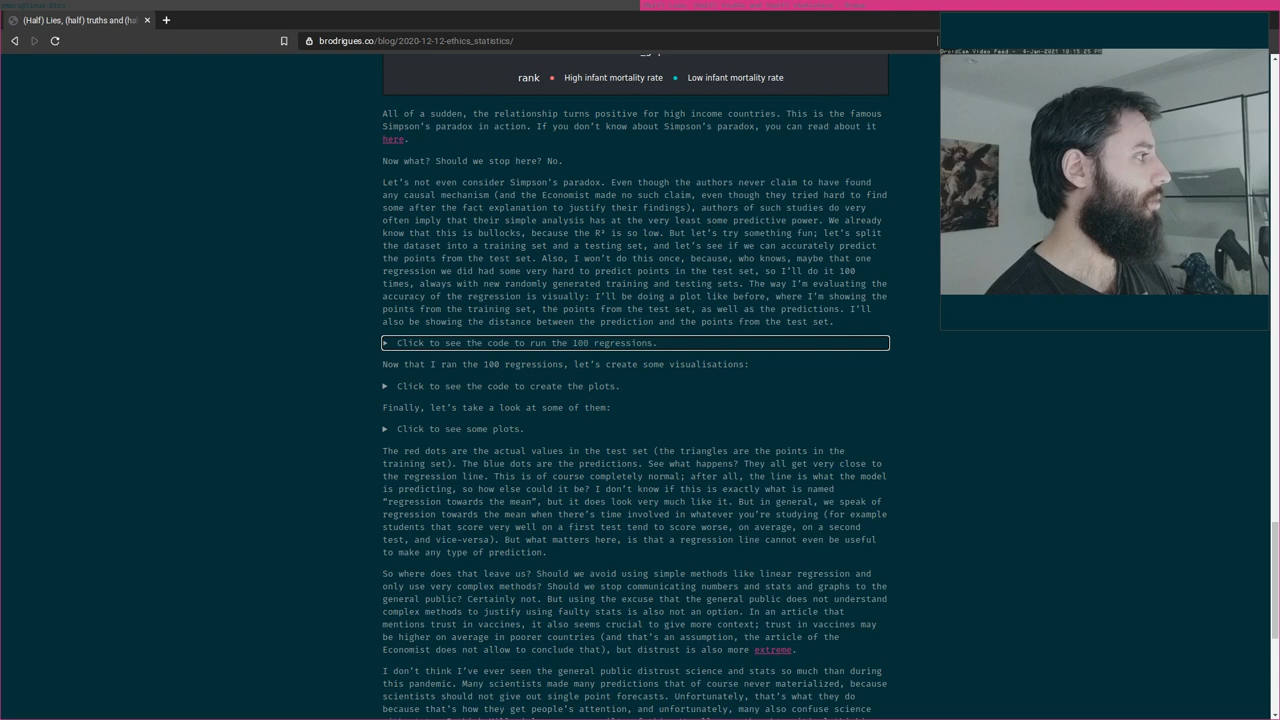 (Half) Lies, (half) truths and (ha
brodrigues.co/blog/2020-12-12-ethics_statistics/
DroidCam Video Feed - 4-Jan-2021 10:15:25 PM
rank High infant mortality rate Low infant mortality rate
All of a sudden, the relationship turns positive for high income countries. This is the famous
Simpson’s paradox in action. If you don’t know about Simpson’s paradox, you can read about it
here.
Now what? Should we stop here? No.
Let’s not even consider Simpson’s paradox. Even though the authors never claim to have found
any causal mechanism (and the Economist made no such claim, even though they tried hard to find
some after the fact explanation to justify their findings), authors of such studies do very
often imply that their simple analysis has at the very least some predictive power. We already
know that this is bullocks, because the R² is so low. But let’s try something fun; let’s split
the dataset into a training set and a testing set, and let’s see if we can accurately predict
the points from the test set. Also, I won’t do this once, because, who knows, maybe that one
regression we did had some very hard to predict points in the test set, so I’ll do it 100
times, always with new randomly generated training and testing sets. The way I’m evaluating the
accuracy of the regression is visually: I’ll be doing a plot like before, where I’m showing the
points from the training set, the points from the test set, as well as the predictions. I’ll
also be showing the distance between the prediction and the points from the test set.
Click to see the code to run the 100 regressions.
Now that I ran the 100 regressions, let’s create some visualisations:
Click to see the code to create the plots.
Finally, let’s take a look at some of them:
Click to see some plots.
The red dots are the actual values in the test set (the triangles are the points in the
training set). The blue dots are the predictions. See what happens? They all get very close to
the regression line. This is of course completely normal; after all, the line is what the model
is predicting, so how else could it be? I don’t know if this is exactly what is named
“regression towards the mean”, but it does look very much like it. But in general, we speak of
regression towards the mean when there’s time involved in whatever you’re studying (for example
students that score very well on a first test tend to score worse, on average, on a second
test, and vice-versa). But what matters here, is that a regression line cannot even be useful
to make any type of prediction.
So where does that leave us? Should we avoid using simple methods like linear regression and
only use very complex methods? Should we stop communicating numbers and stats and graphs to the
general public? Certainly not. But using the excuse that the general public does not understand
complex methods to justify using faulty stats is also not an option. In an article that
mentions trust in vaccines, it also seems crucial to give more context; trust in vaccines may
be higher on average in poorer countries (and that’s an assumption, the article of the
Economist does not allow to conclude that), but distrust is also more extreme.
I don’t think I’ve ever seen the general public distrust science and stats so much than during
this pandemic. Many scientists made many predictions that of course never materialized, because
scientists should not give out single point forecasts. Unfortunately, that’s what they do
because that’s how they get people’s attention, and unfortunately, many also confuse science